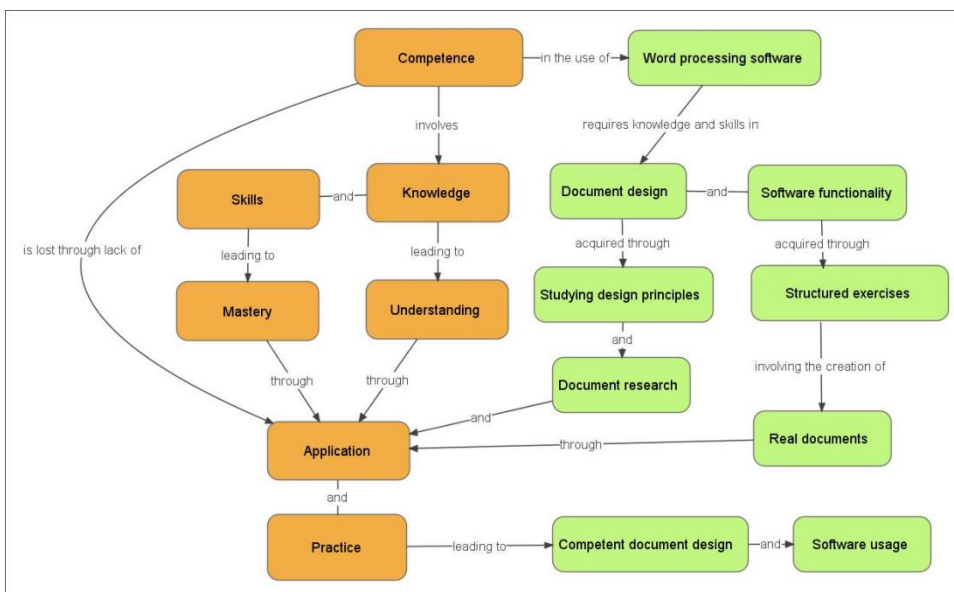 Competence
in the use of
Word processing software
involves
requires knowledge and skills in
Skills
and
Knowledge
Document design
and
Software functionality
is lost through lack of
leading to
leading to
acquired through
acquired through
Mastery
Understanding
Studying design principles
Structured exercises
and
through
through
Document research
involving the creation of
and
Application
through
Real documents
and
Practice
leading to
Competent document design
and
Software usage